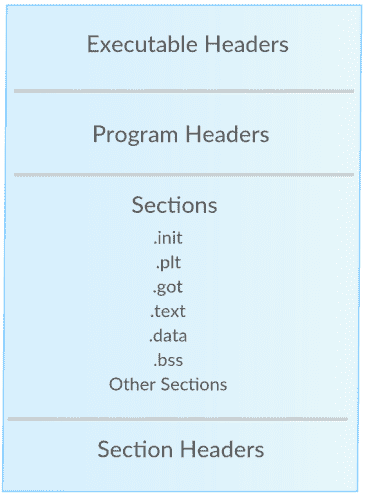 Executable Headers
Program Headers
Sections
.init
.plt
.got
.text
.data
.bss
Other Sections
Section Headers